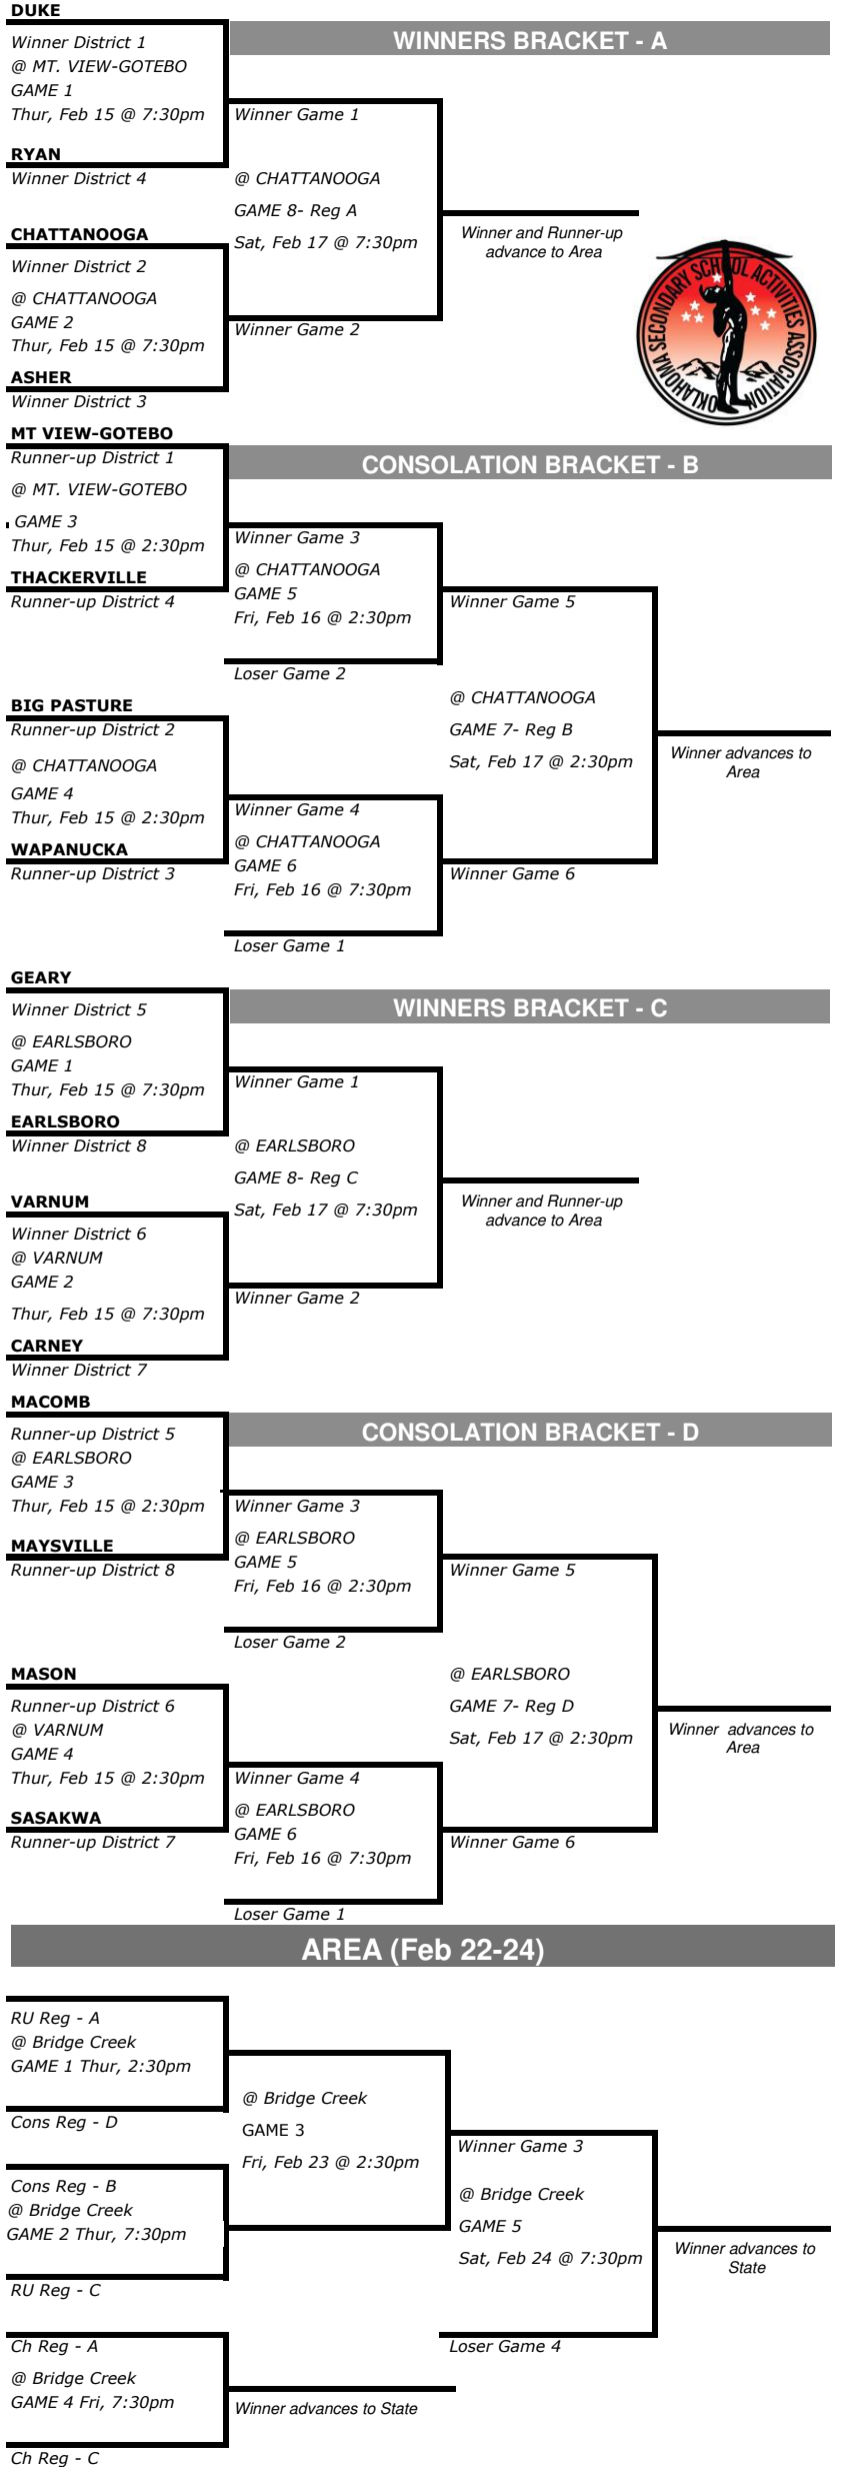 DUKE
WINNERS BRACKET - A
Winner District 1
@ MT. VIEW-GOTEBO
GAME 1
Thur, Feb 15 @ 7:30pm
Winner Game 1
RYAN
Winner District 4
@ CHATTANOOGA
GAME 8- Reg A
Sat, Feb 17 @ 7:30pm
Winner and Runner-up
advance to Area
CHATTANOOGA
Winner District 2
@ CHATTANOOGA
GAME 2
Thur, Feb 15 @ 7:30pm
Winner Game 2
ASHER
Winner District 3
OKLAHOMA SECONDARY SCHOOL ACTIVITIES ASSOCIATION
MT VIEW-GOTEBO
CONSOLATION BRACKET - B
Runner-up District 1
@ MT. VIEW-GOTEBO
GAME 3
Thur, Feb 15 @ 2:30pm
Winner Game 3
@ CHATTANOOGA
GAME 5
Fri, Feb 16 @ 2:30pm
THACKERVILLE
Runner-up District 4
Winner Game 5
Loser Game 2
@ CHATTANOOGA
GAME 7- Reg B
Sat, Feb 17 @ 2:30pm
Winner advances to
Area
BIG PASTURE
Runner-up District 2
@ CHATTANOOGA
GAME 4
Thur, Feb 15 @ 2:30pm
Winner Game 4
@ CHATTANOOGA
GAME 6
Fri, Feb 16 @ 7:30pm
WAPANUCKA
Runner-up District 3
Winner Game 6
Loser Game 1
GEARY
WINNERS BRACKET - C
Winner District 5
@ EARLSBORO
GAME 1
Thur, Feb 15 @ 7:30pm
Winner Game 1
EARLSBORO
Winner District 8
@ EARLSBORO
GAME 8- Reg C
Sat, Feb 17 @ 7:30pm
Winner and Runner-up
advance to Area
VARNUM
Winner District 6
@ VARNUM
GAME 2
Thur, Feb 15 @ 7:30pm
Winner Game 2
CARNEY
Winner District 7
MACOMB
CONSOLATION BRACKET - D
Runner-up District 5
@ EARLSBORO
GAME 3
Thur, Feb 15 @ 2:30pm
Winner Game 3
@ EARLSBORO
GAME 5
Fri, Feb 16 @ 2:30pm
MAYSVILLE
Runner-up District 8
Winner Game 5
Loser Game 2
@ EARLSBORO
GAME 7- Reg D
Sat, Feb 17 @ 2:30pm
Winner advances to
Area
MASON
Runner-up District 6
@ VARNUM
GAME 4
Thur, Feb 15 @ 2:30pm
Winner Game 4
@ EARLSBORO
GAME 6
Fri, Feb 16 @ 7:30pm
SASAKWA
Runner-up District 7
Winner Game 6
Loser Game 1
AREA (Feb 22-24)
RU Reg - A
@ Bridge Creek
GAME 1 Thur, 2:30pm
Cons Reg - D
@ Bridge Creek
GAME 3
Fri, Feb 23 @ 2:30pm
Cons Reg - B
@ Bridge Creek
GAME 2 Thur, 7:30pm
RU Reg - C
Winner Game 3
@ Bridge Creek
GAME 5
Sat, Feb 24 @ 7:30pm
Winner advances to
State
Loser Game 4
Ch Reg - A
@ Bridge Creek
GAME 4 Fri, 7:30pm
Winner advances to State
Ch Reg - C